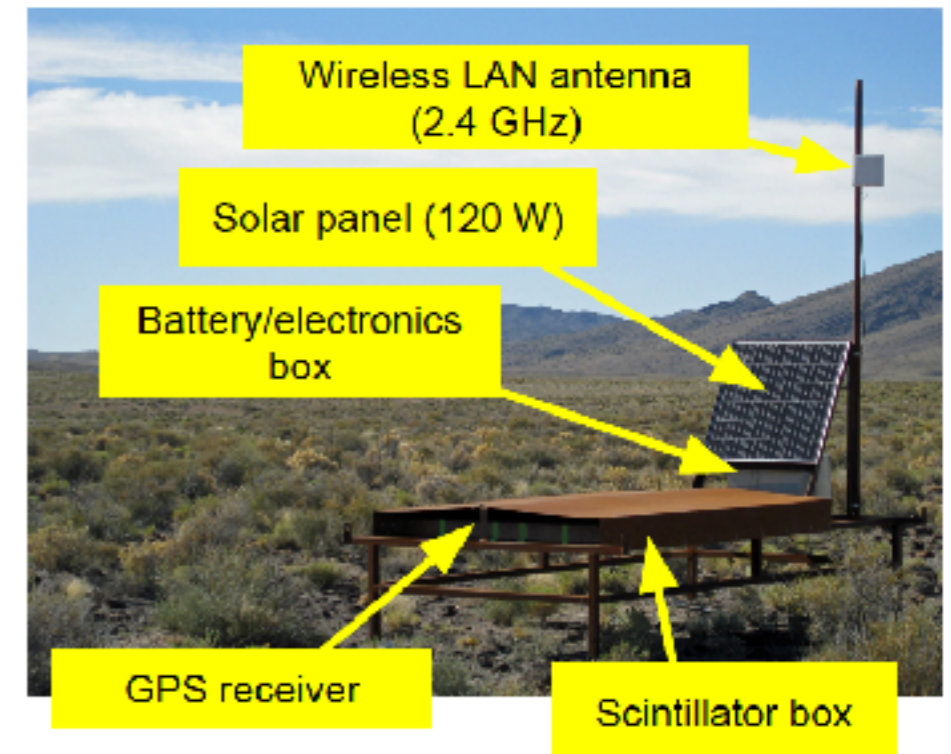 Wireless LAN antenna
(2.4 GHz)
Solar panel (120 W)
Battery/electronics
box
GPS receiver
Scintillator box